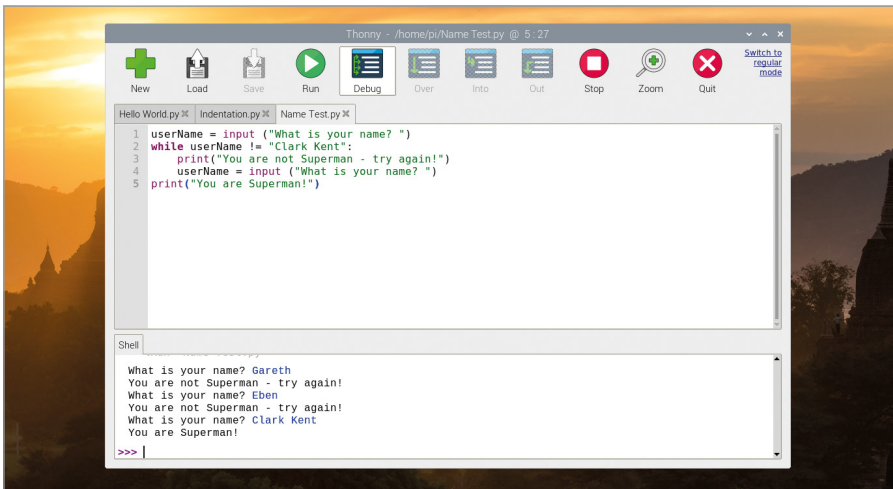 Thonny - /home/pi/Name Test.py @ 5 : 27
Switch to
regular
mode
New Load Save Run Debug Over Into Out Stop Zoom Quit
Hello World.py Indentation.py Name Test.py
1 userName = input ("What is your name? ")
2 while userName != "Clark Kent":
3     print("You are not Superman - try again!")
4     userName = input ("What is your name? ")
5 print("You are Superman!")
Shell
What is your name? Gareth
You are not Superman - try again!
What is your name? Eben
You are not Superman - try again!
What is your name? Clark Kent
You are Superman!
>>>